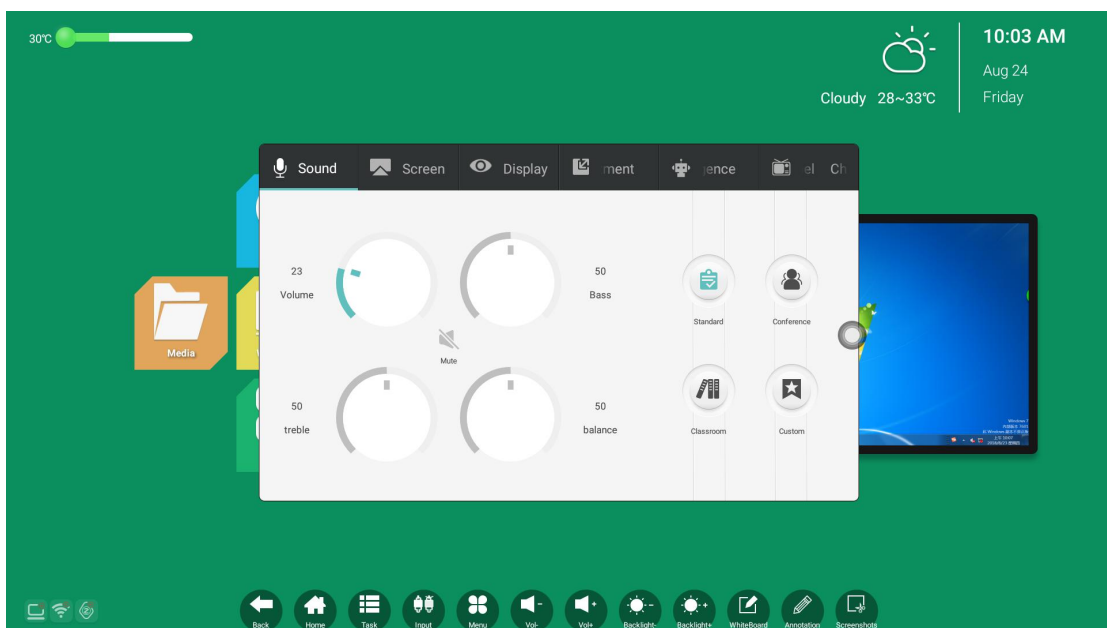 30℃
10:03 AM
Aug 24
Friday
Cloudy 28~33℃
Sound
Screen
Display
ment
gence
el Ch
23
Volume
50
Bass
Mute
50
treble
50
balance
Standard
Conference
Classroom
Custom
Media
Back
Home
Task
Input
Menu
Vol-
Vol+
Backlight-
Backlight+
WhiteBoard
Annotation
Screenshots